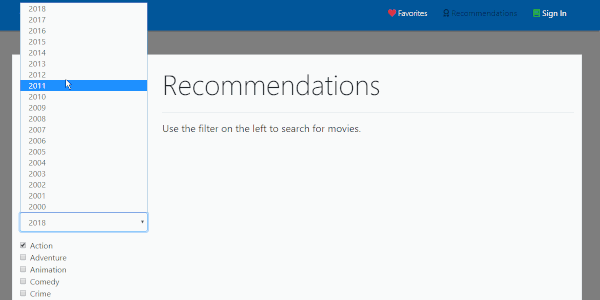 Favorites Recommendations Sign In
2018
2017
2016
2015
2014
2013
2012
2011
2010
2009
2008
2007
2006
2005
2004
2003
2002
2001
2000
2018
Action
Adventure
Animation
Comedy
Crime
Recommendations
Use the filter on the left to search for movies.